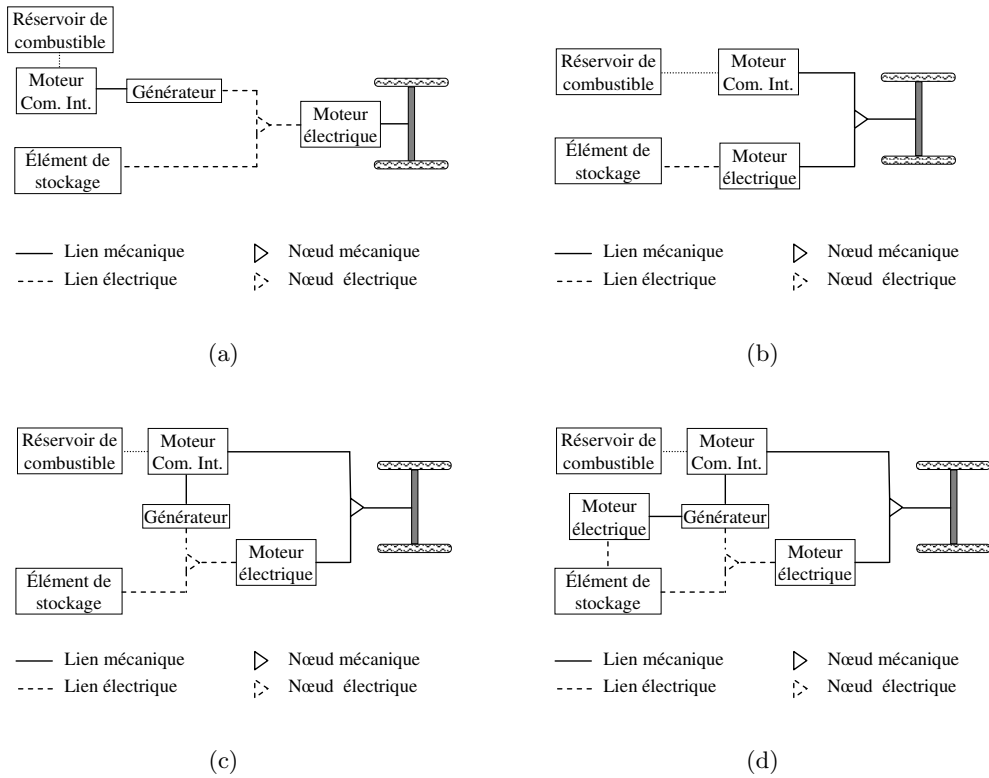 Réservoir de
combustible
Moteur
Com. Int.
Générateur
Moteur
électrique
Élément de
stockage
Lien mécanique
Nœud mécanique
Lien électrique
Nœud électrique
(a)
Réservoir de
combustible
Moteur
Com. Int.
Élément de
stockage
Moteur
électrique
Lien mécanique
Nœud mécanique
Lien électrique
Nœud électrique
(b)
Réservoir de
combustible
Moteur
Com. Int.
Générateur
Moteur
électrique
Élément de
stockage
Lien mécanique
Nœud mécanique
Lien électrique
Nœud électrique
(c)
Réservoir de
combustible
Moteur
Com. Int.
Moteur
électrique
Générateur
Moteur
électrique
Élément de
stockage
Lien mécanique
Nœud mécanique
Lien électrique
Nœud électrique
(d)